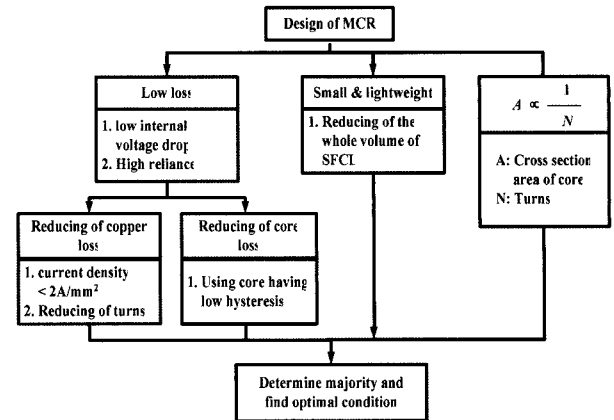 Design of MCR
Low loss
1. low internal
voltage drop
2. High reliance
Small & lightweight
1. Reducing of the
whole volume of
SFCL
A ∝ 1
N
A: Cross section
area of core
N: Turns
Reducing of copper
loss
1. current density
< 2A/mm²
2. Reducing of turns
Reducing of core
loss
1. Using core having
low hysteresis
Determine majority and
find optimal condition